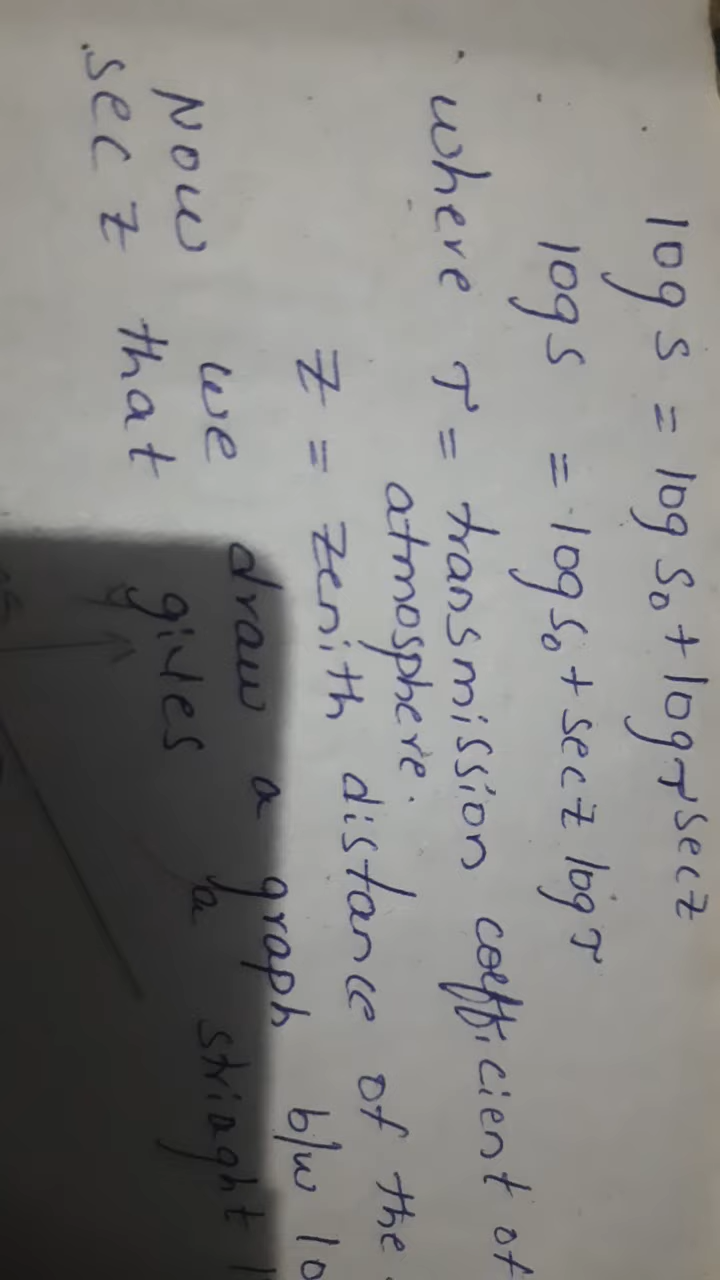 log S = log S₀ + log τ^sec z
log S = log S₀ + sec z log τ
where τ = transmission coefficient of
atmosphere.
z = zenith distance of the
Now we draw a graph b/w lo
sec z that gives a striaght l
y